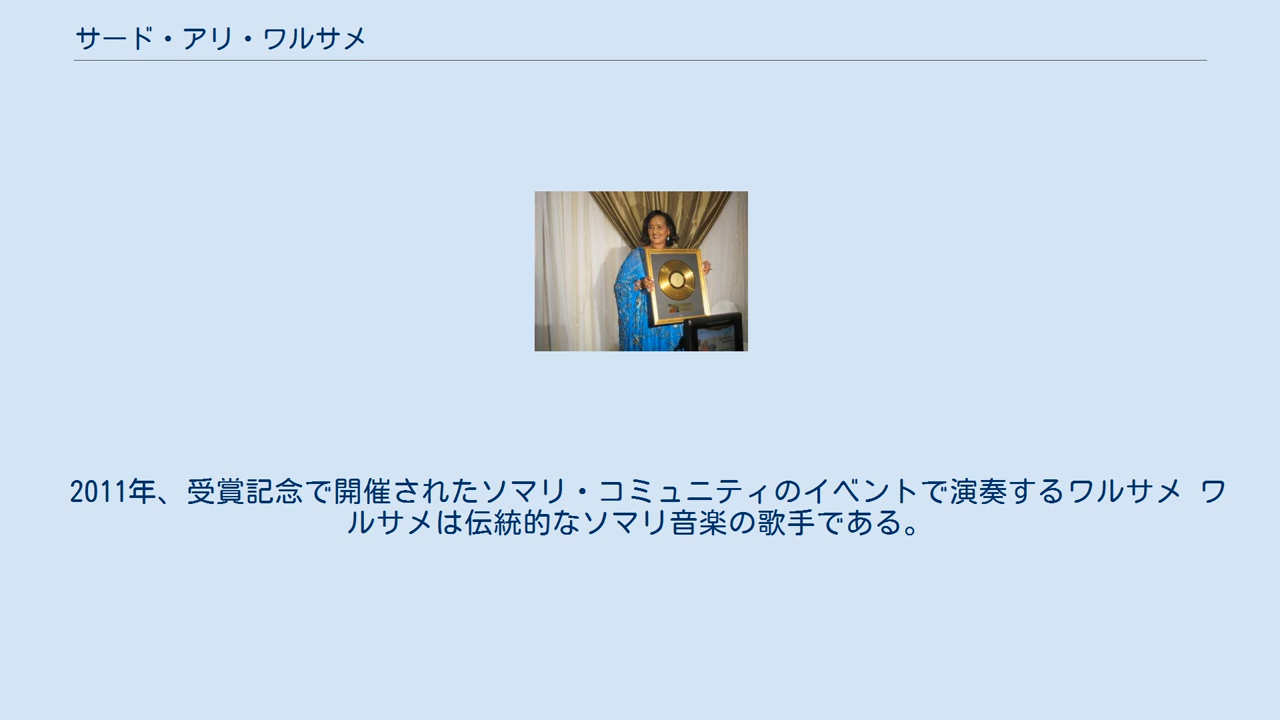 サード・アリ・ワルサメ
2011年、受賞記念で開催されたソマリ・コミュニティのイベントで演奏するワルサメ ワ
ルサメは伝統的なソマリ音楽の歌手である。